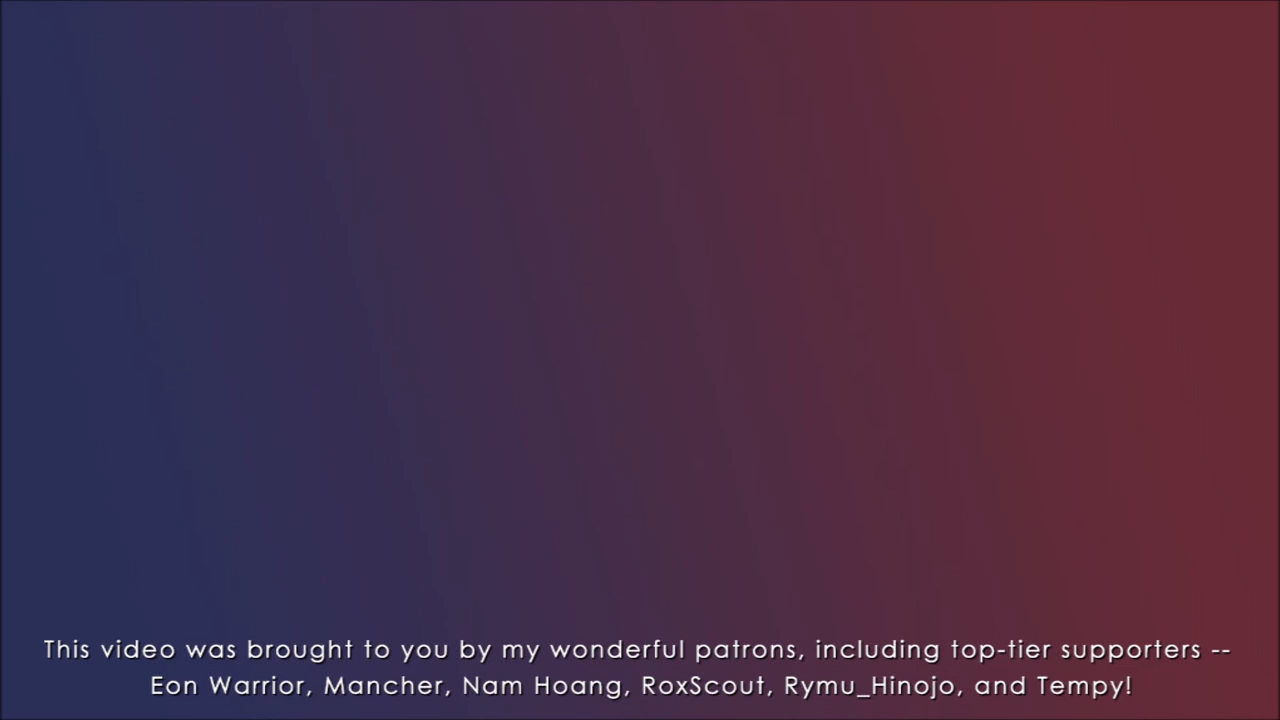 This video was brought to you by my wonderful patrons, including top-tier supporters --
Eon Warrior, Mancher, Nam Hoang, RoxScout, Rymu_Hinojo, and Tempy!